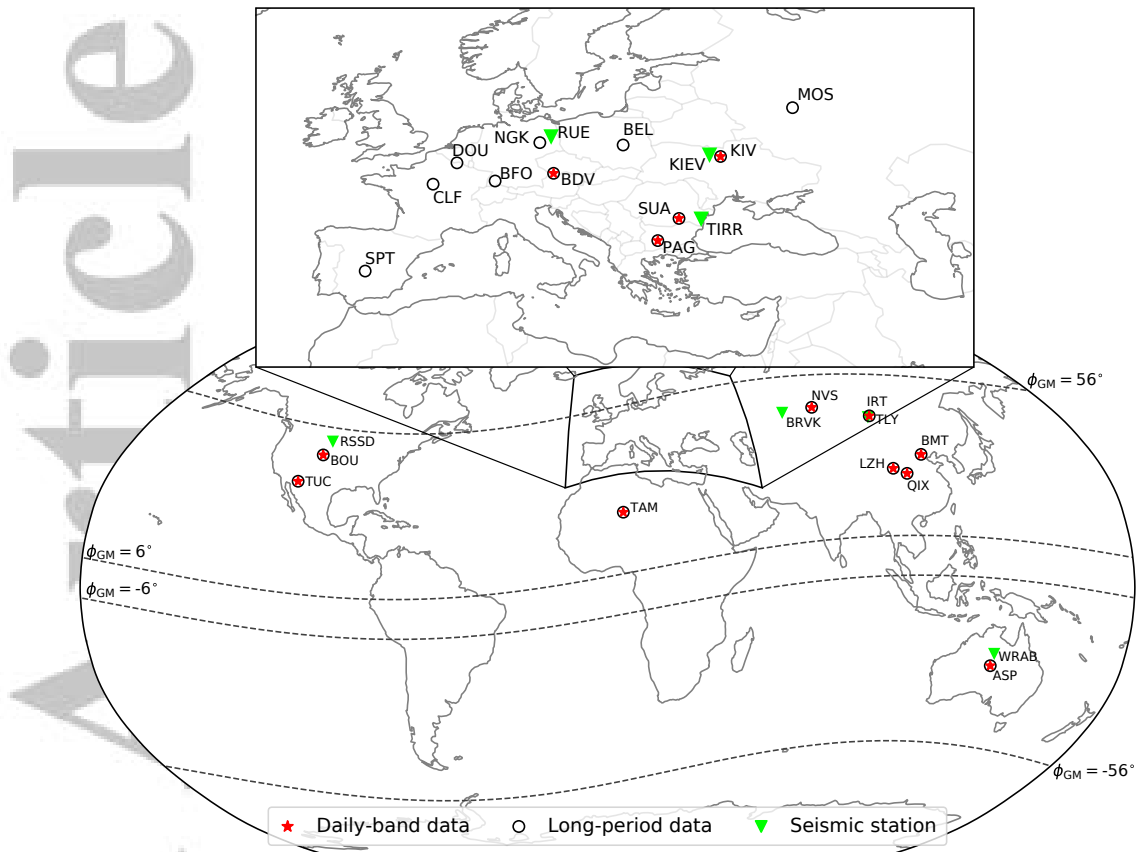 Article
MOS
NGK
RUE
BEL
DOU
KIEV
KIV
BFO
BDV
CLF
SUA
TIRR
PAG
SPT
ϕGM = 56°
NVS
IRT
BRVK
TLY
RSSD
BOU
BMT
LZH
TUC
QIX
TAM
ϕGM = 6°
ϕGM = -6°
WRAB
ASP
ϕGM = -56°
Daily-band data
Long-period data
Seismic station